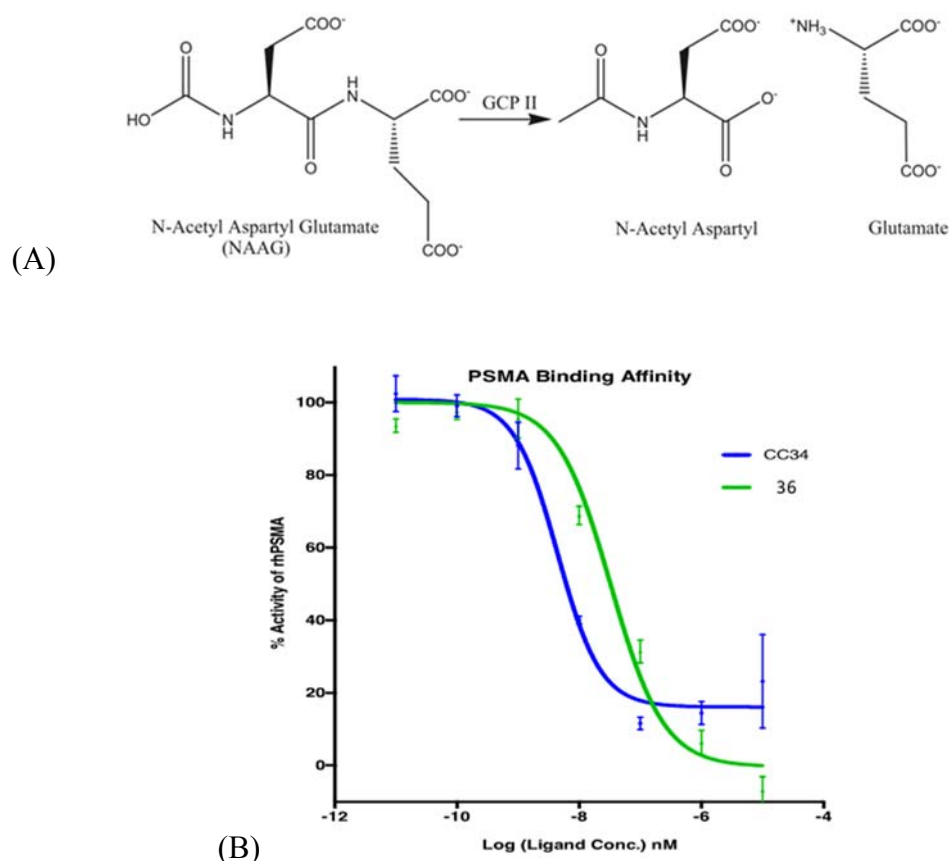 COO-
O
HO
N
H
O
H
N
COO-
COO-
N-Acetyl Aspartyl Glutamate
(NAAG)
GCP II
COO-
O
N
H
O-
O
N-Acetyl Aspartyl
+NH3
COO-
COO-
Glutamate
(A)
PSMA Binding Affinity
CC34
36
% Activity of rhPSMA
100
80
60
40
20
0
-12
-10
-8
-6
-4
Log (Ligand Conc.) nM
(B)